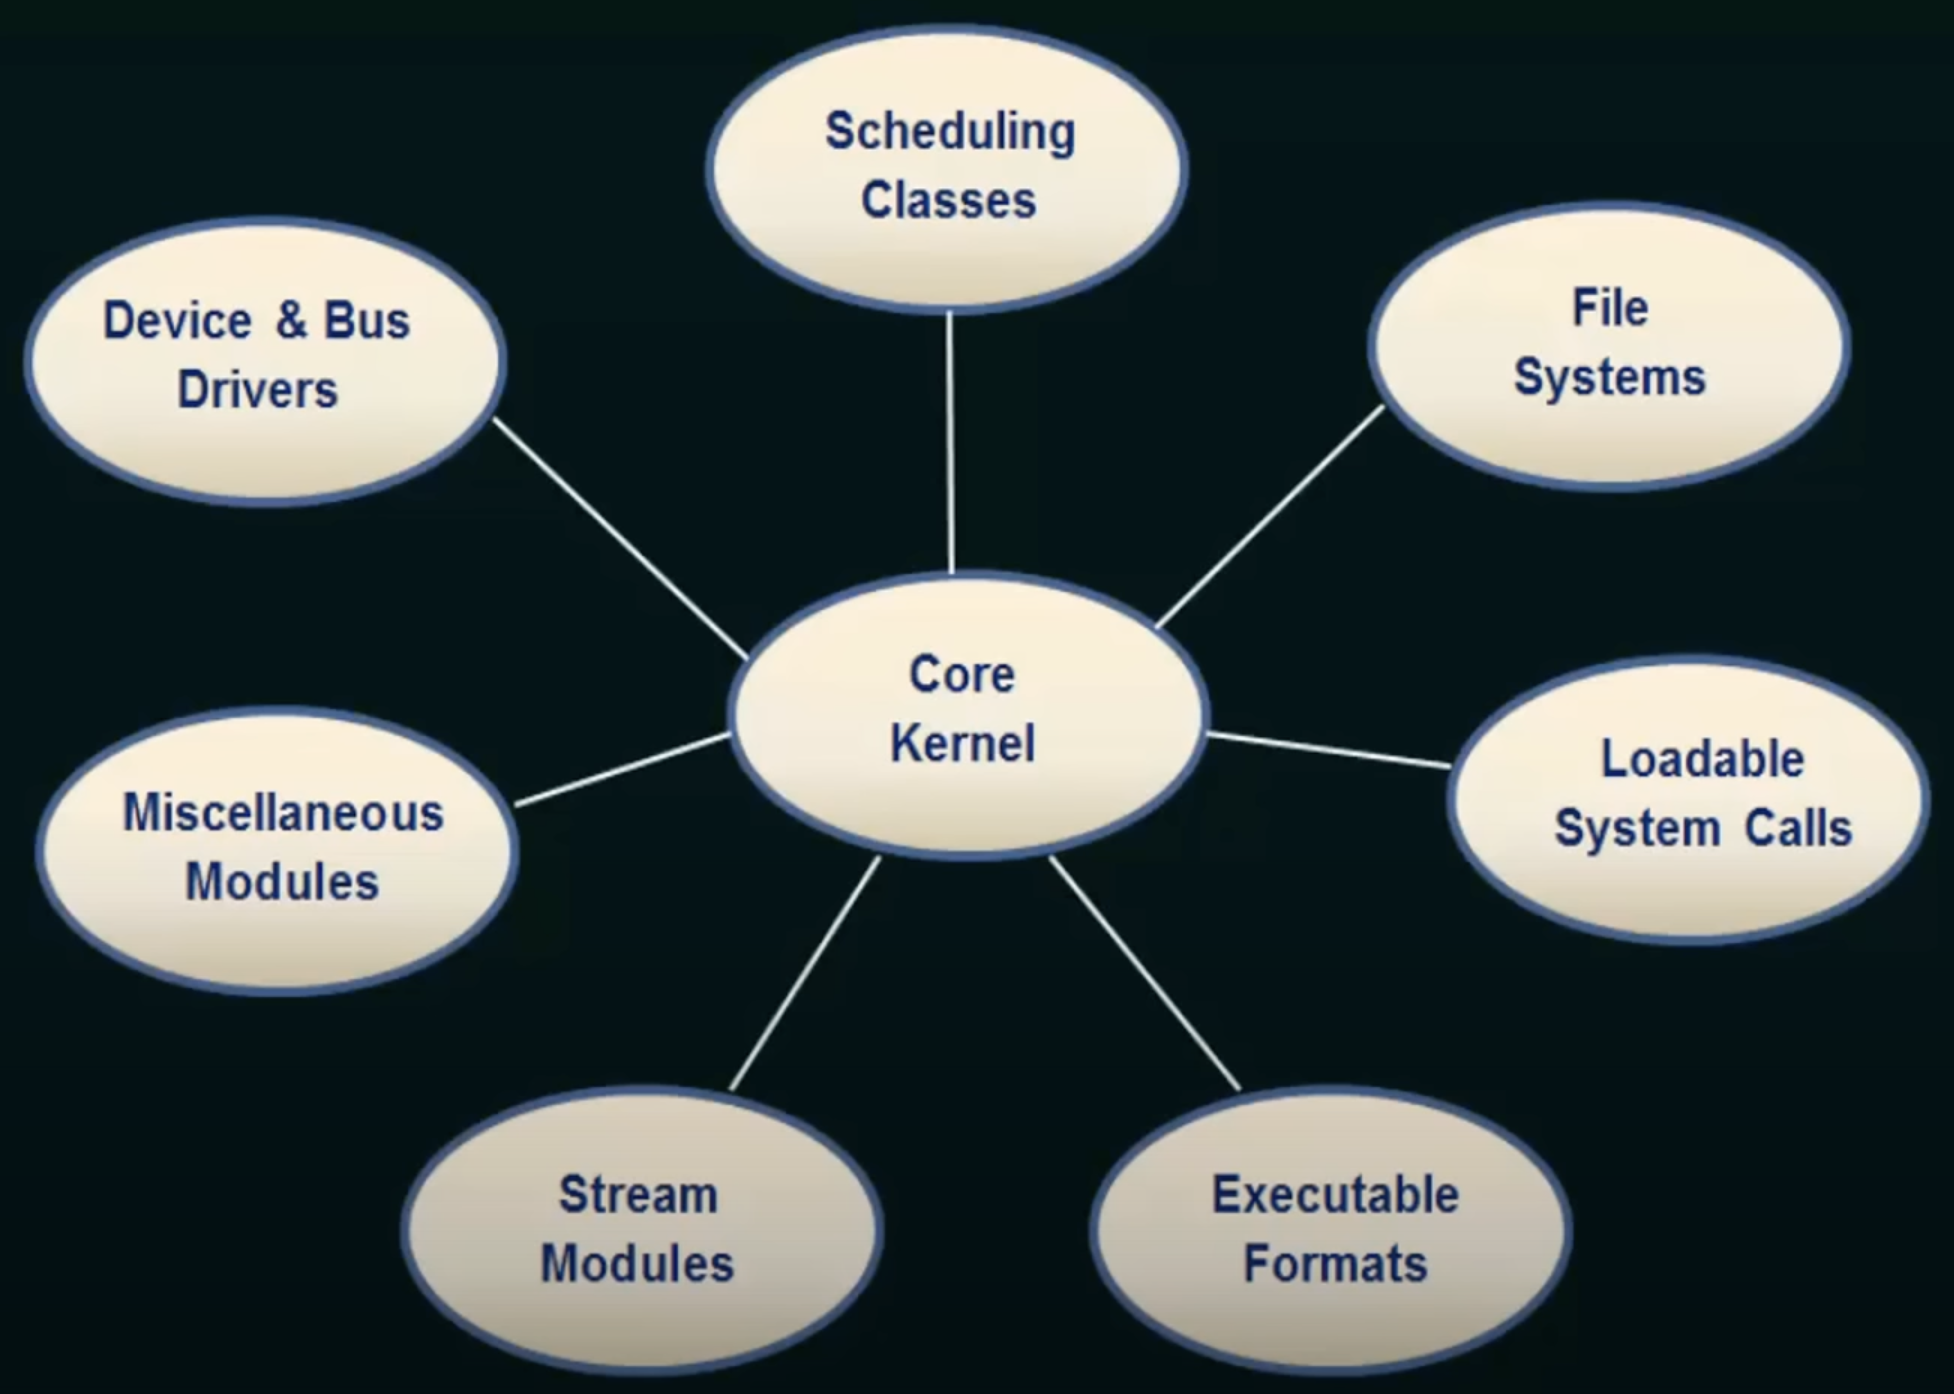 Scheduling
Classes
Device & Bus
Drivers
File
Systems
Core
Kernel
Miscellaneous
Modules
Loadable
System Calls
Stream
Modules
Executable
Formats